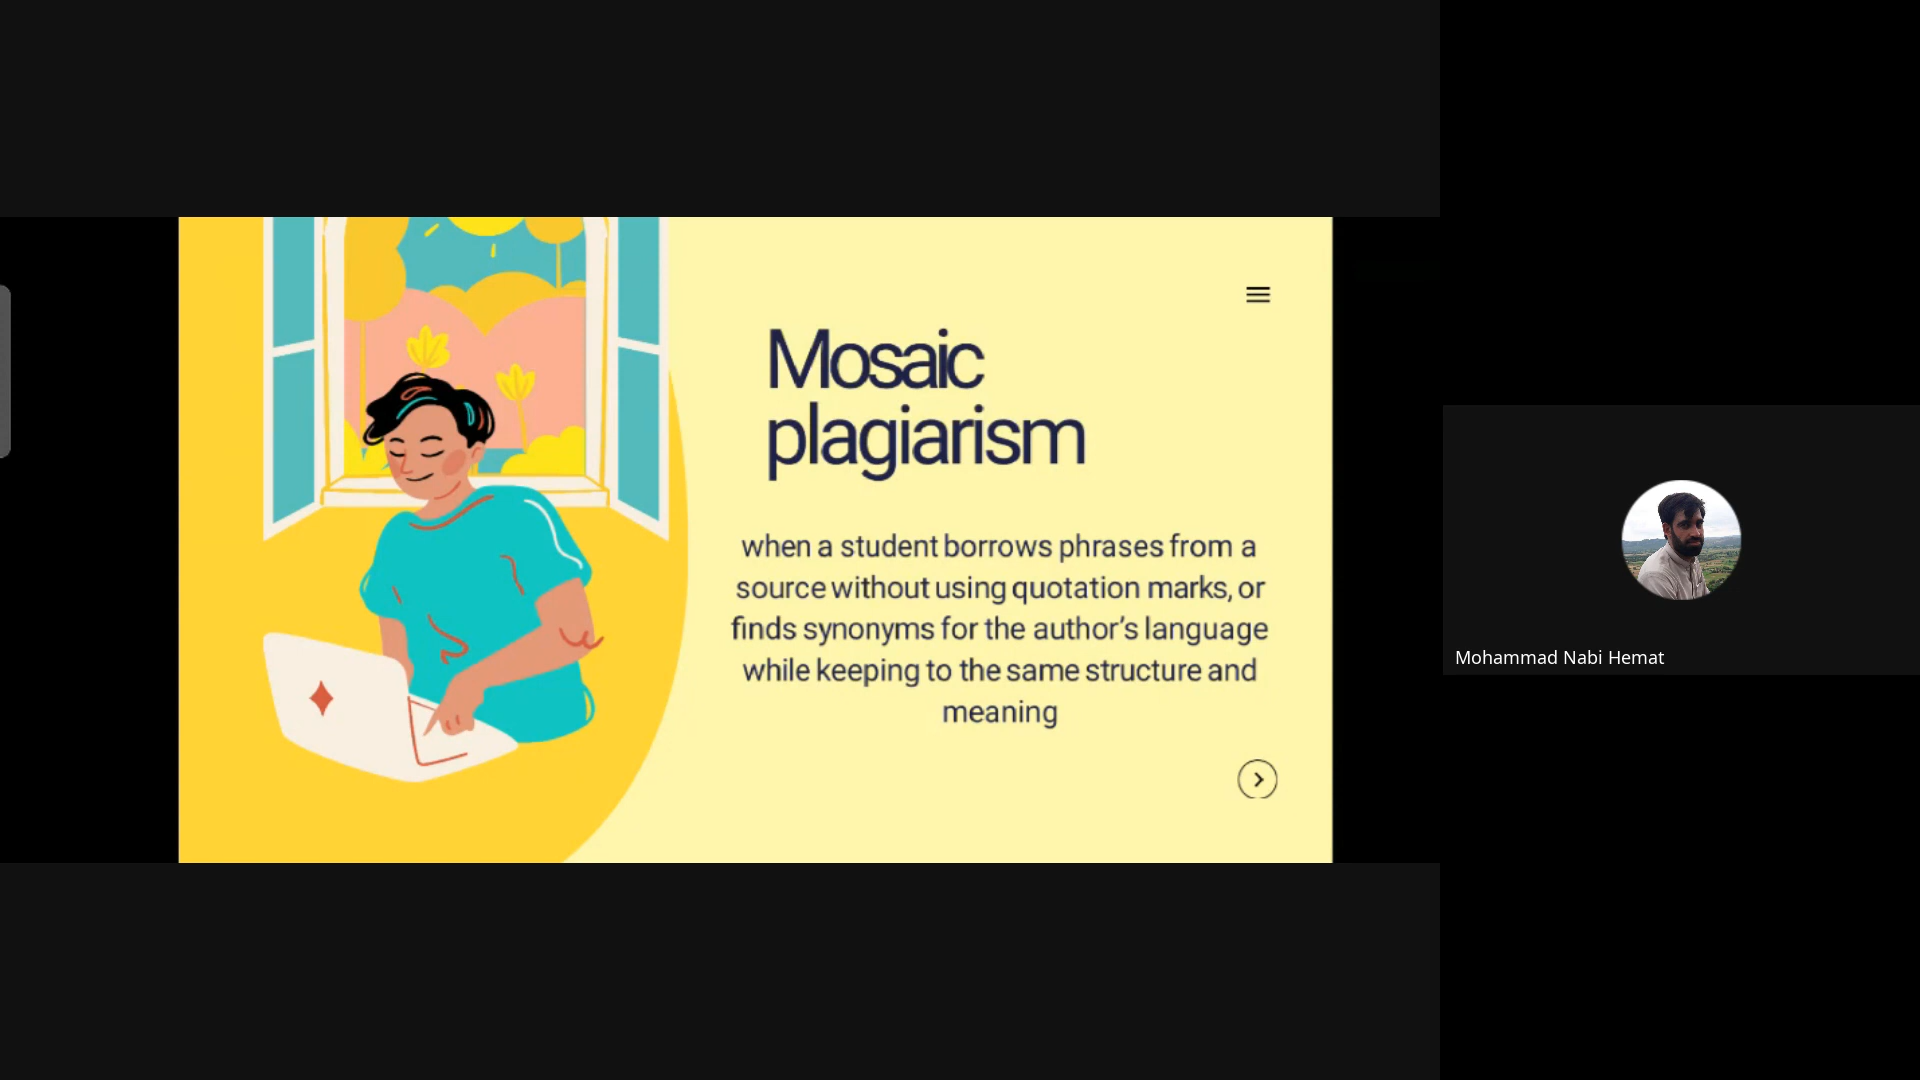 Mosaic
plagiarism
when a student borrows phrases from a
source without using quotation marks, or
finds synonyms for the author’s language
while keeping to the same structure and
meaning
Mohammad Nabi Hemat